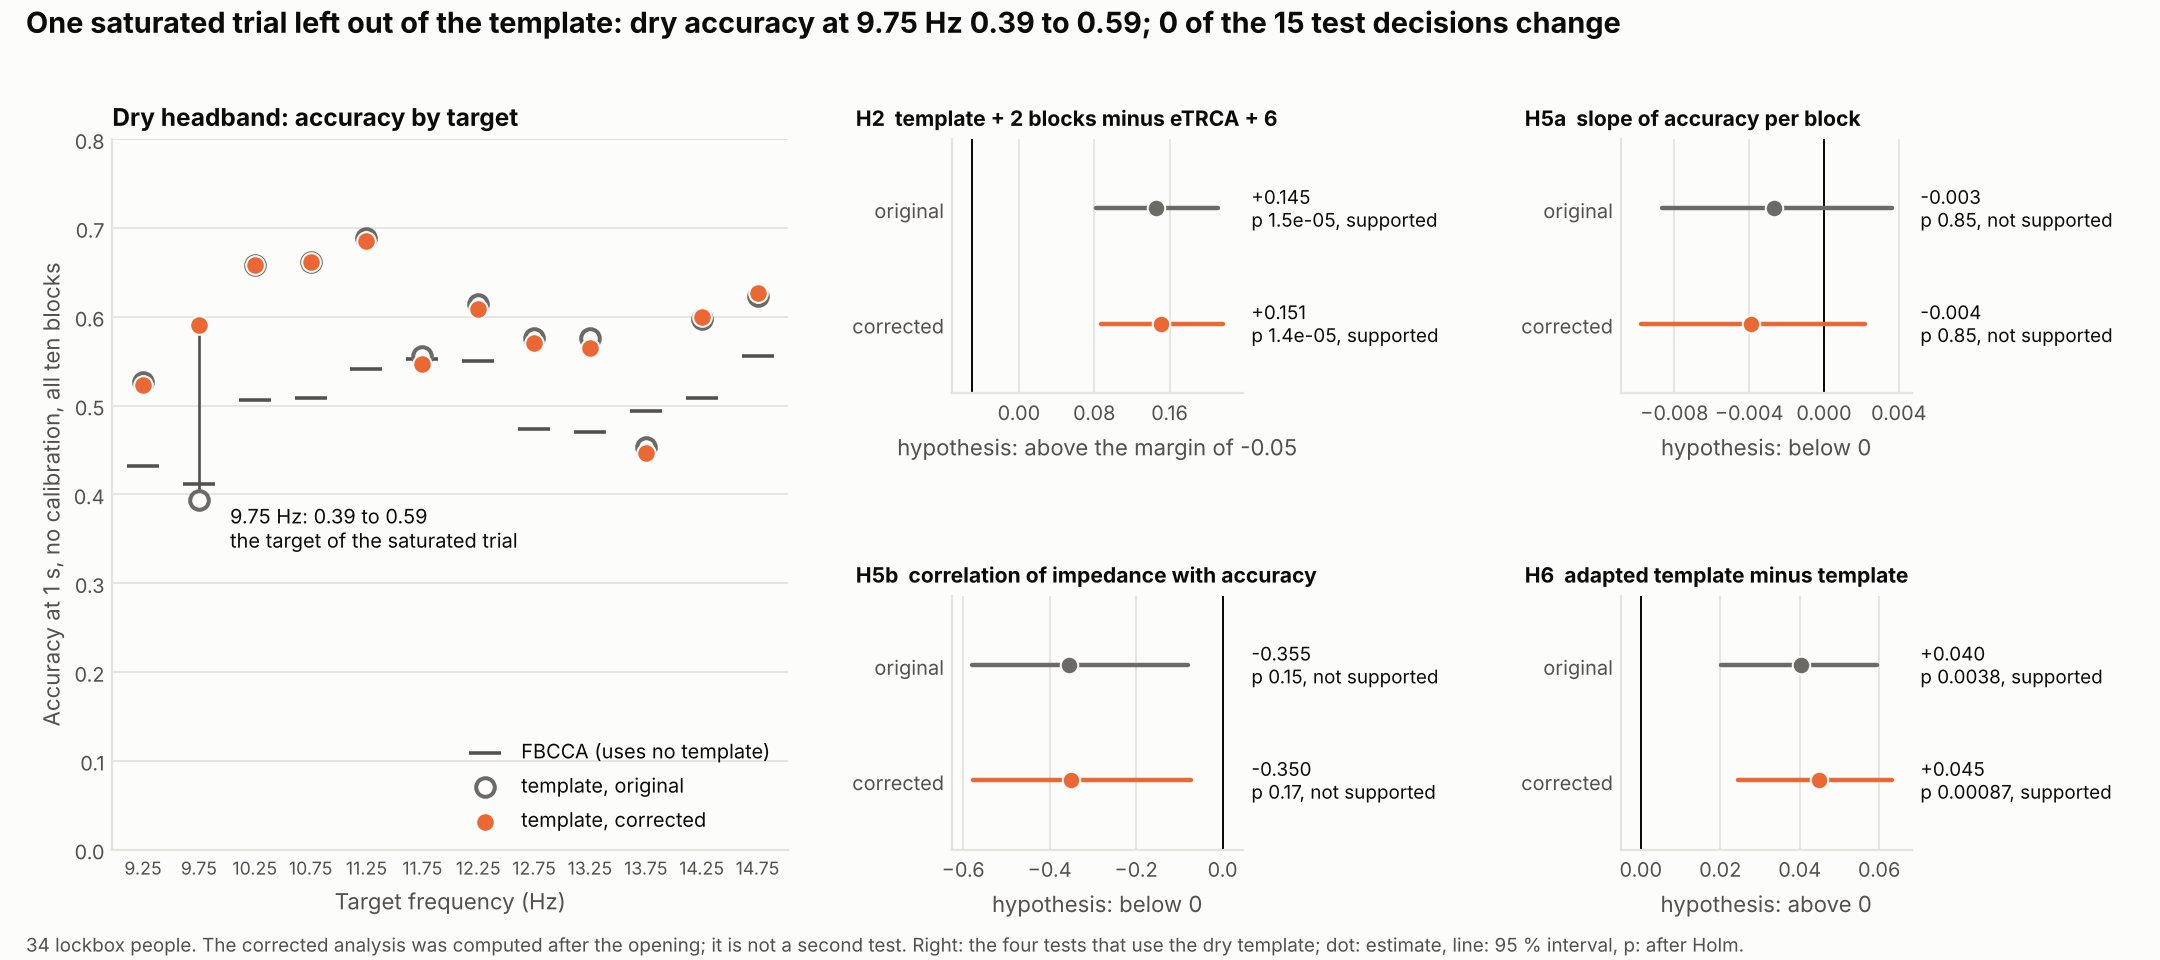 One saturated trial left out of the template: dry accuracy at 9.75 Hz 0.39 to 0.59; 0 of the 15 test decisions change
Dry headband: accuracy by target
Accuracy at 1 s, no calibration, all ten blocks
0.8
0.7
0.6
0.5
0.4
0.3
0.2
0.1
0.0
9.75 Hz: 0.39 to 0.59
the target of the saturated trial
FBCCA (uses no template)
template, original
template, corrected
9.25 9.75 10.25 10.75 11.25 11.75 12.25 12.75 13.25 13.75 14.25 14.75
Target frequency (Hz)
H2 template + 2 blocks minus eTRCA + 6
original
+0.145
p 1.5e-05, supported
corrected
+0.151
p 1.4e-05, supported
0.00 0.08 0.16
hypothesis: above the margin of -0.05
H5a slope of accuracy per block
original
-0.003
p 0.85, not supported
corrected
-0.004
p 0.85, not supported
−0.008 −0.004 0.000 0.004
hypothesis: below 0
H5b correlation of impedance with accuracy
original
-0.355
p 0.15, not supported
corrected
-0.350
p 0.17, not supported
−0.6 −0.4 −0.2 0.0
hypothesis: below 0
H6 adapted template minus template
original
+0.040
p 0.0038, supported
corrected
+0.045
p 0.00087, supported
0.00 0.02 0.04 0.06
hypothesis: above 0
34 lockbox people. The corrected analysis was computed after the opening; it is not a second test. Right: the four tests that use the dry template; dot: estimate, line: 95 % interval, p: after Holm.